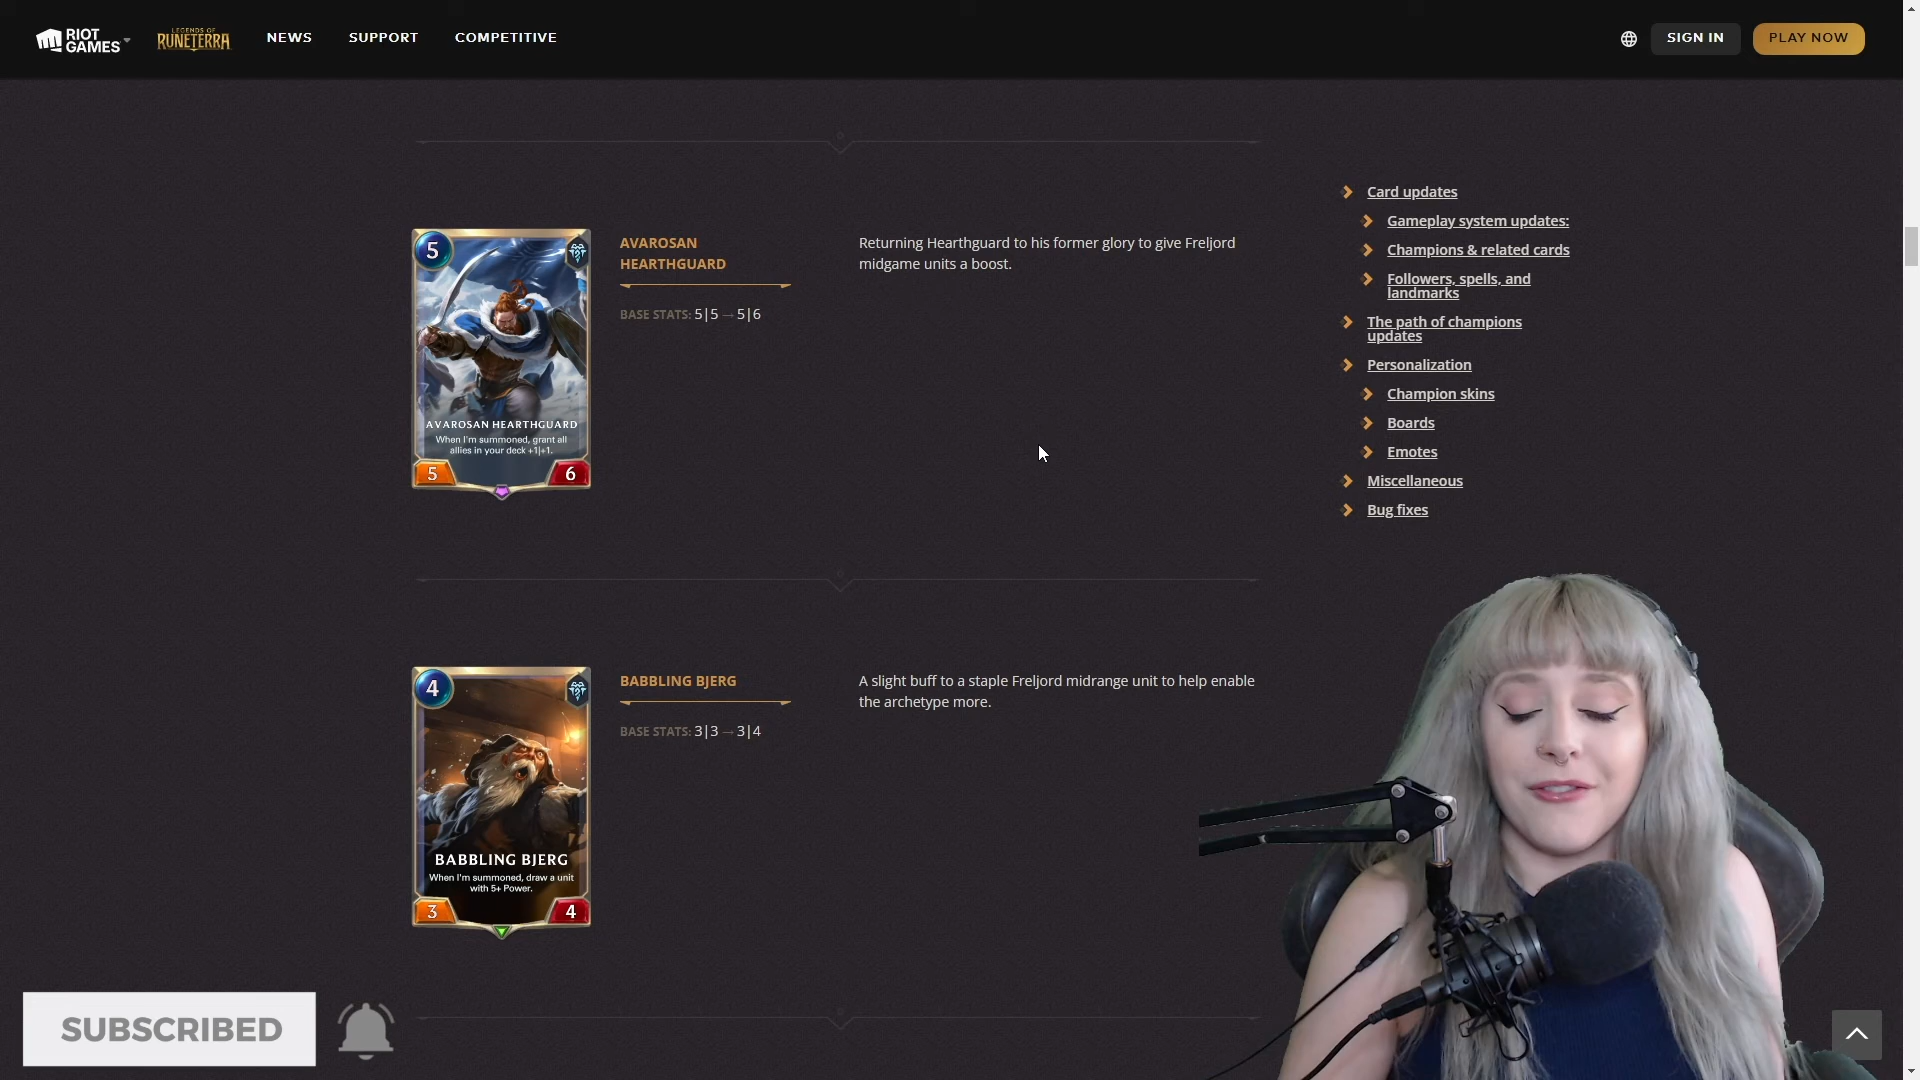 RIOT
GAMES
LEGENDS OF
RUNETERRA
NEWS
SUPPORT
COMPETITIVE
SIGN IN
PLAY NOW
5
AVAROSAN HEARTHGUARD
When I'm summoned, grant all
allies in your deck +1|+1.
5
6
AVAROSAN
HEARTHGUARD
BASE STATS: 5|5 → 5|6
Returning Hearthguard to his former glory to give Freljord
midgame units a boost.
4
BABBLING BJERG
When I'm summoned, draw a unit
with 5+ Power.
3
4
BABBLING BJERG
BASE STATS: 3|3 → 3|4
A slight buff to a staple Freljord midrange unit to help enable
the archetype more.
Card updates
Gameplay system updates:
Champions & related cards
Followers, spells, and
landmarks
The path of champions
updates
Personalization
Champion skins
Boards
Emotes
Miscellaneous
Bug fixes
SUBSCRIBED